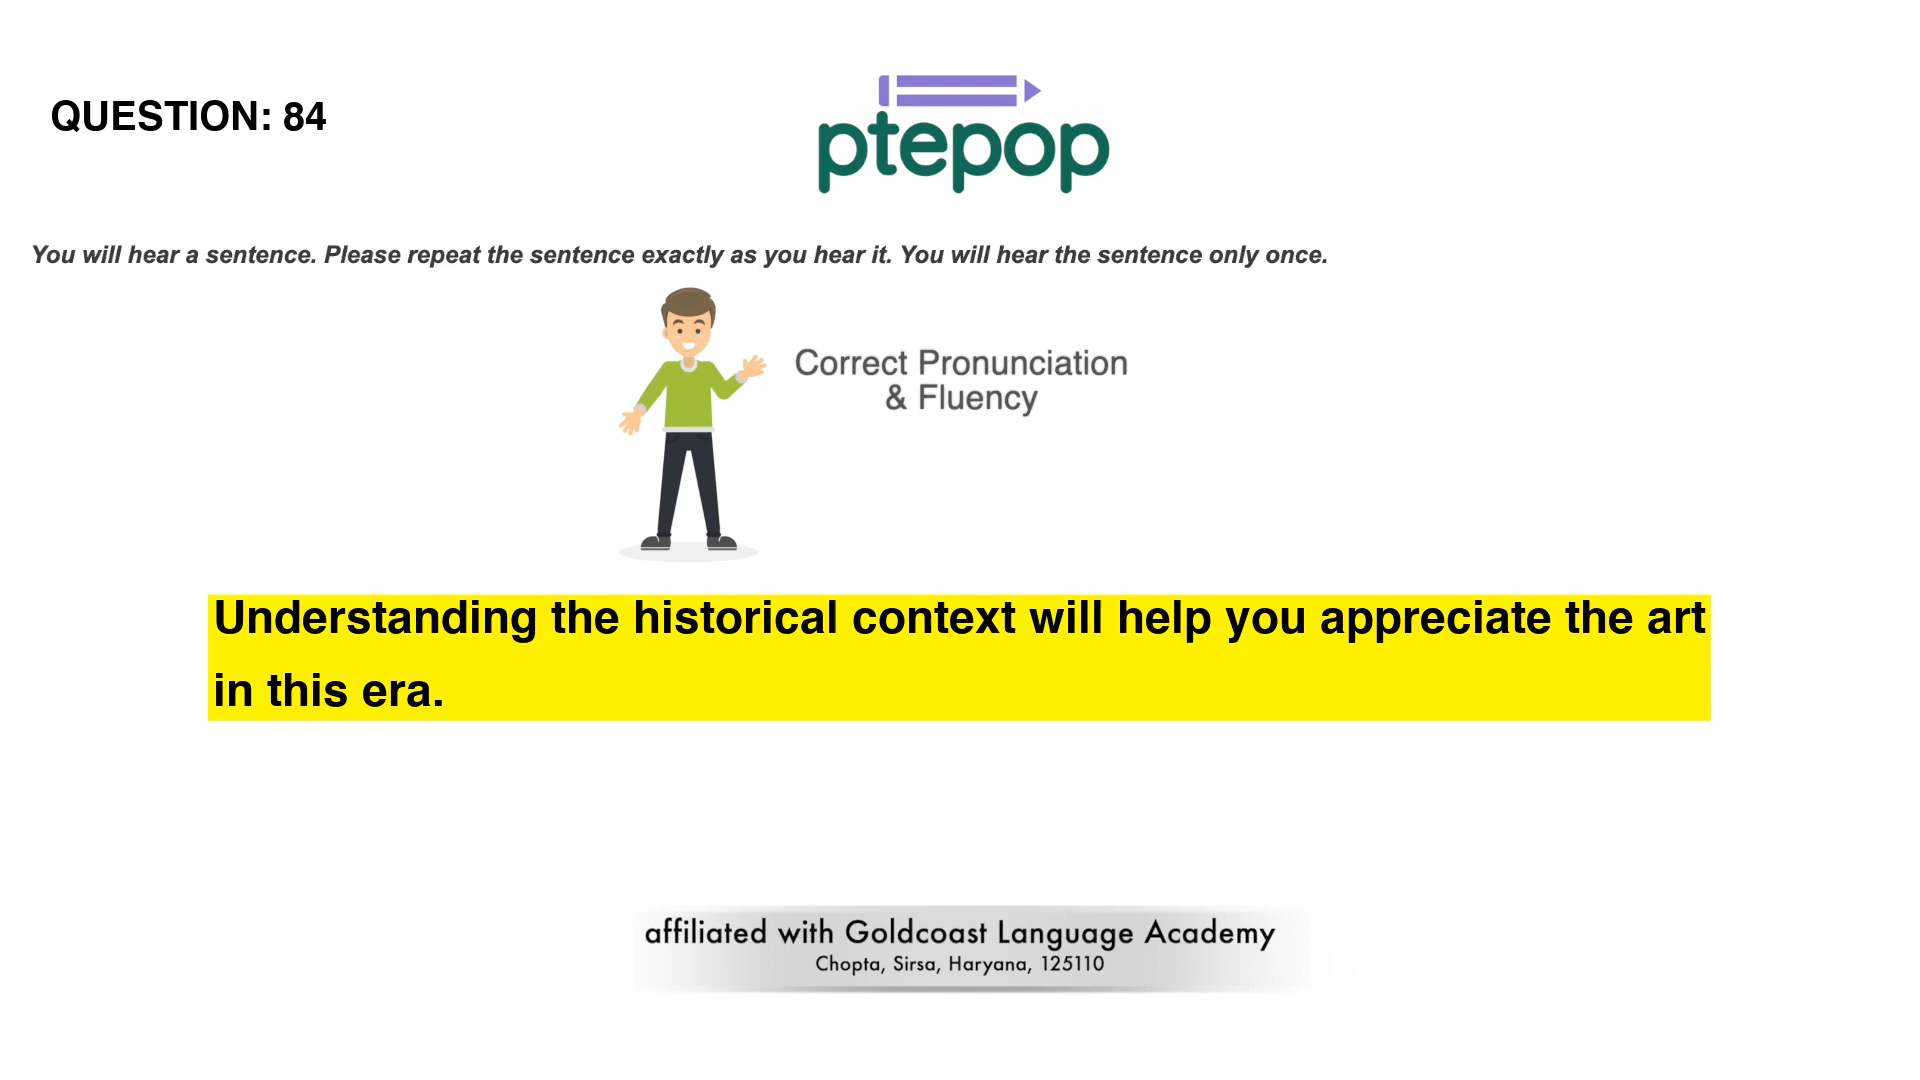 QUESTION: 84
ptepop
You will hear a sentence. Please repeat the sentence exactly as you hear it. You will hear the sentence only once.
Correct Pronunciation
& Fluency
Understanding the historical context will help you appreciate the art
in this era.
affiliated with Goldcoast Language Academy
Chopta, Sirsa, Haryana, 125110